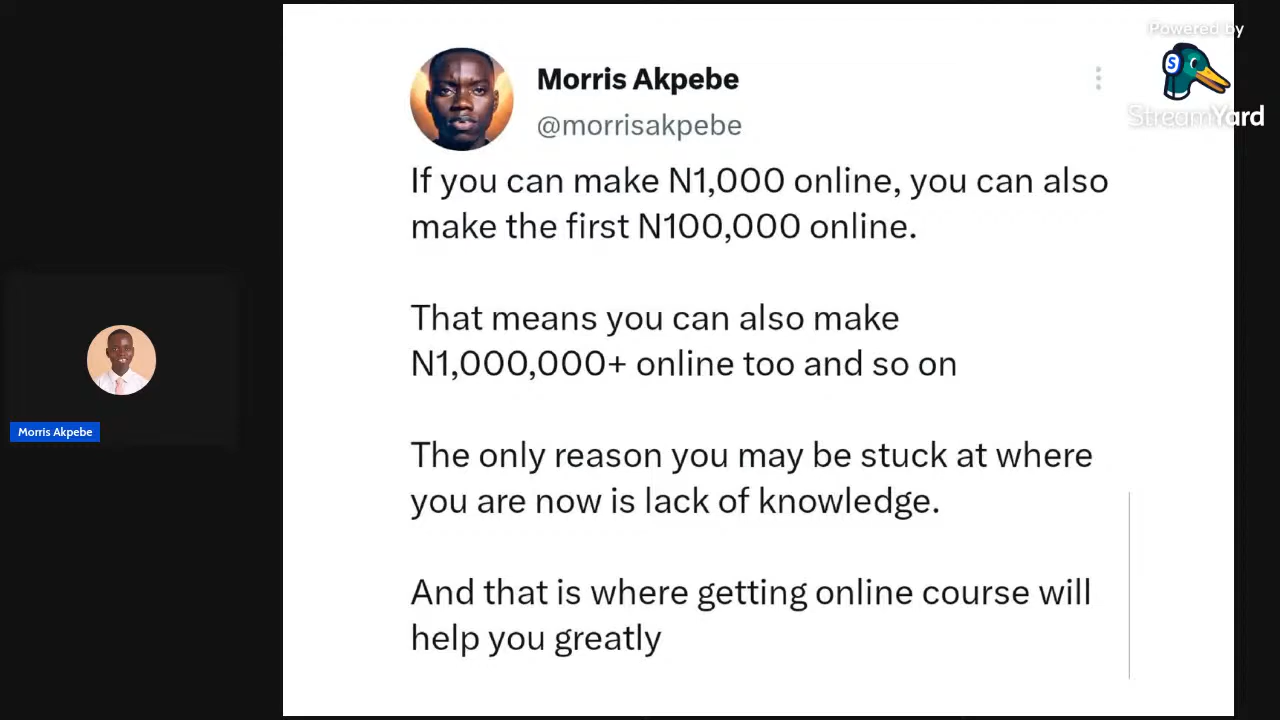 Powered by
StreamYard
Morris Akpebe
@morrisakpebe
If you can make N1,000 online, you can also
make the first N100,000 online.
That means you can also make
N1,000,000+ online too and so on
The only reason you may be stuck at where
you are now is lack of knowledge.
And that is where getting online course will
help you greatly
Morris Akpebe